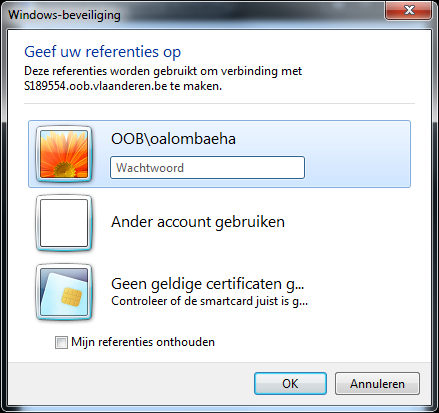 Windows-beveiliging
Geef uw referenties op
Deze referenties worden gebruikt om verbinding met
S189554.oob.vlaanderen.be te maken.
OOB\oalombaeha
Wachtwoord
Ander account gebruiken
Geen geldige certificaten g...
Controleer of de smartcard juist is g...
Mijn referenties onthouden
OK
Annuleren